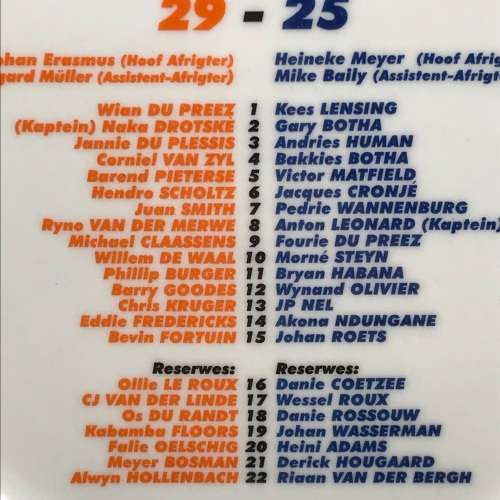 29 - 25
ohan Erasmus (Hoof Afrigter) Heineke Meyer (Hoof Af
gard Müller (Assistent-Afrigter) Mike Baily (Assistent-Afrigte
Wian DU PREEZ 1 Kees LENSING
(Kaptein) Naka DROTSKÉ 2 Gary BOTHA
Jannie DU PLESSIS 3 Andries HUMAN
Corniel VAN ZYL 4 Bakkies BOTHA
Barend PIETERSE 5 Victor MATFIELD
Hendro SCHOLTZ 6 Jacques CRONJÉ
Juan SMITH 7 Pedrie WANNENBURG
Ryno VAN DER MERWE 8 Anton LEONARD (Kaptein)
Michael CLAASSENS 9 Fourie DU PREEZ
Willem DE WAAL 10 Morné STEYN
Phillip BURGER 11 Bryan HABANA
Barry GOODES 12 Wynand OLIVIER
Chris KRUGER 13 JP NEL
Eddie FREDERICKS 14 Akona NDUNGANE
Bevin FORTUIN 15 Johan ROETS
Reserwes: Reserwes:
Ollie LE ROUX 16 Danie COETZEE
CJ VAN DER LINDE 17 Wessel ROUX
Os DU RANDT 18 Danie ROSSOUW
Kabamba FLOORS 19 Johan WASSERMAN
Falie OELSCHIG 20 Heini ADAMS
Meyer BOSMAN 21 Derick HOUGAARD
Alwyn HOLLENBACH 22 Riaan VAN DER BERGH